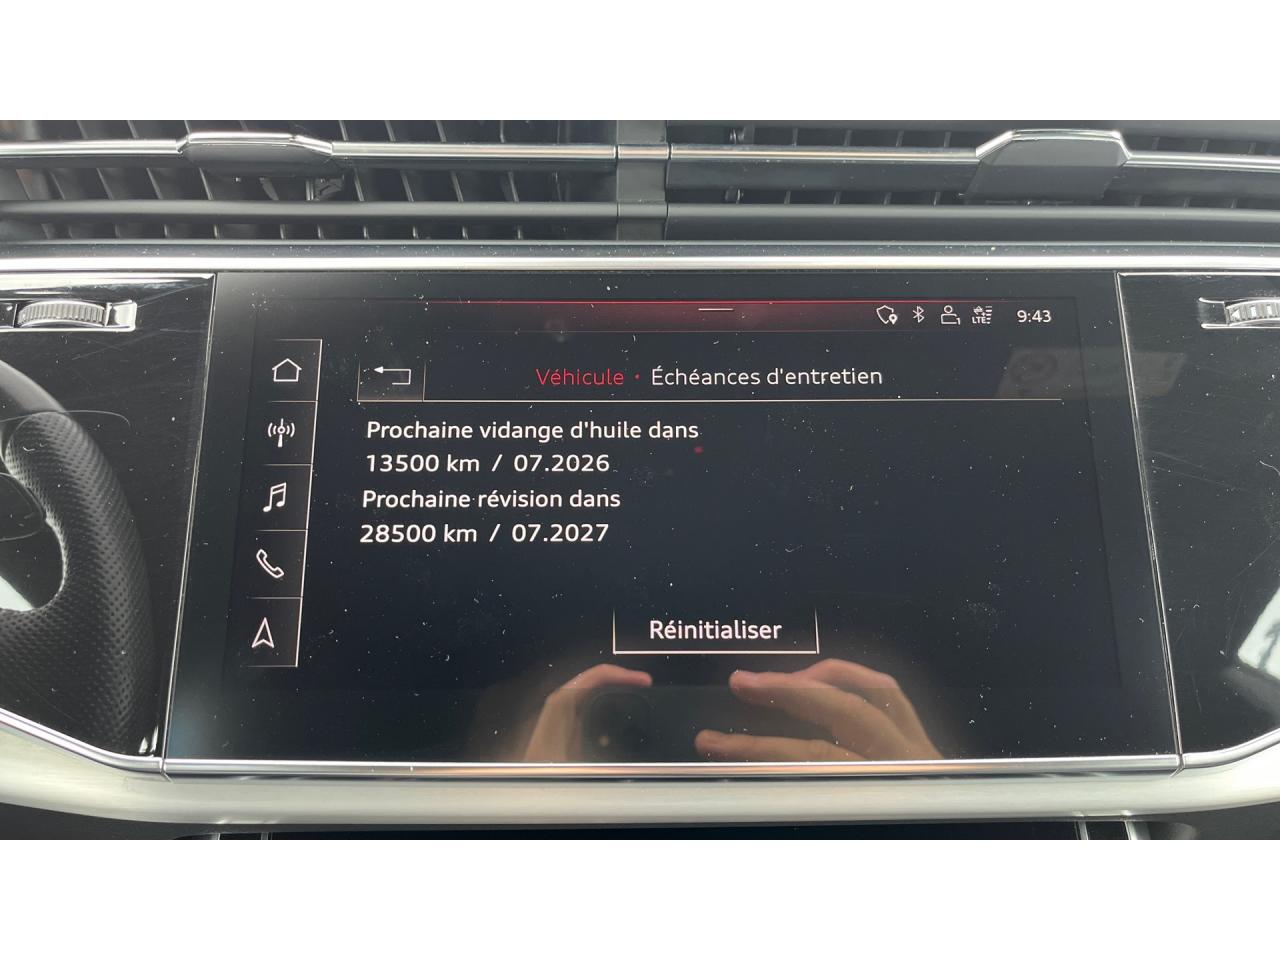 LTE 9:43
Véhicule · Échéances d'entretien
Prochaine vidange d'huile dans
13500 km / 07.2026
Prochaine révision dans
28500 km / 07.2027
Réinitialiser